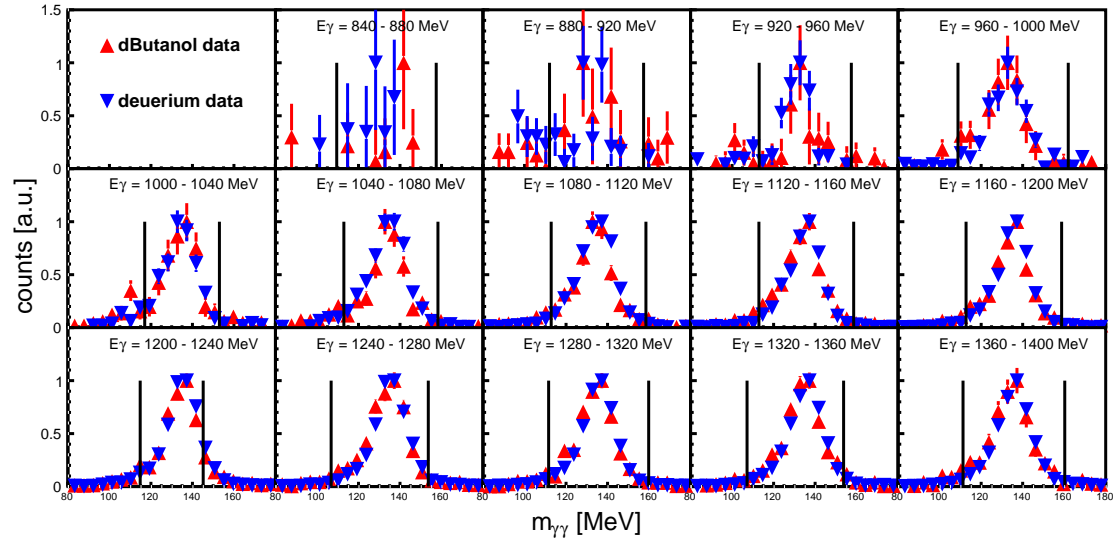 1.5
Eγ = 840 - 880 MeV
Eγ = 880 - 920 MeV
Eγ = 920 - 960 MeV
Eγ = 960 - 1000 MeV
dButanol data
deuerium data
1
0.5
0
Eγ = 1000 - 1040 MeV
Eγ = 1040 - 1080 MeV
Eγ = 1080 - 1120 MeV
Eγ = 1120 - 1160 MeV
Eγ = 1160 - 1200 MeV
counts [a.u.]
1
0.5
0
Eγ = 1200 - 1240 MeV
Eγ = 1240 - 1280 MeV
Eγ = 1280 - 1320 MeV
Eγ = 1320 - 1360 MeV
Eγ = 1360 - 1400 MeV
1
0.5
0
80 100 120 140 160 80 100 120 140 160 80 100 120 140 160 80 100 120 140 160 80 100 120 140 160 180
mγγ [MeV]